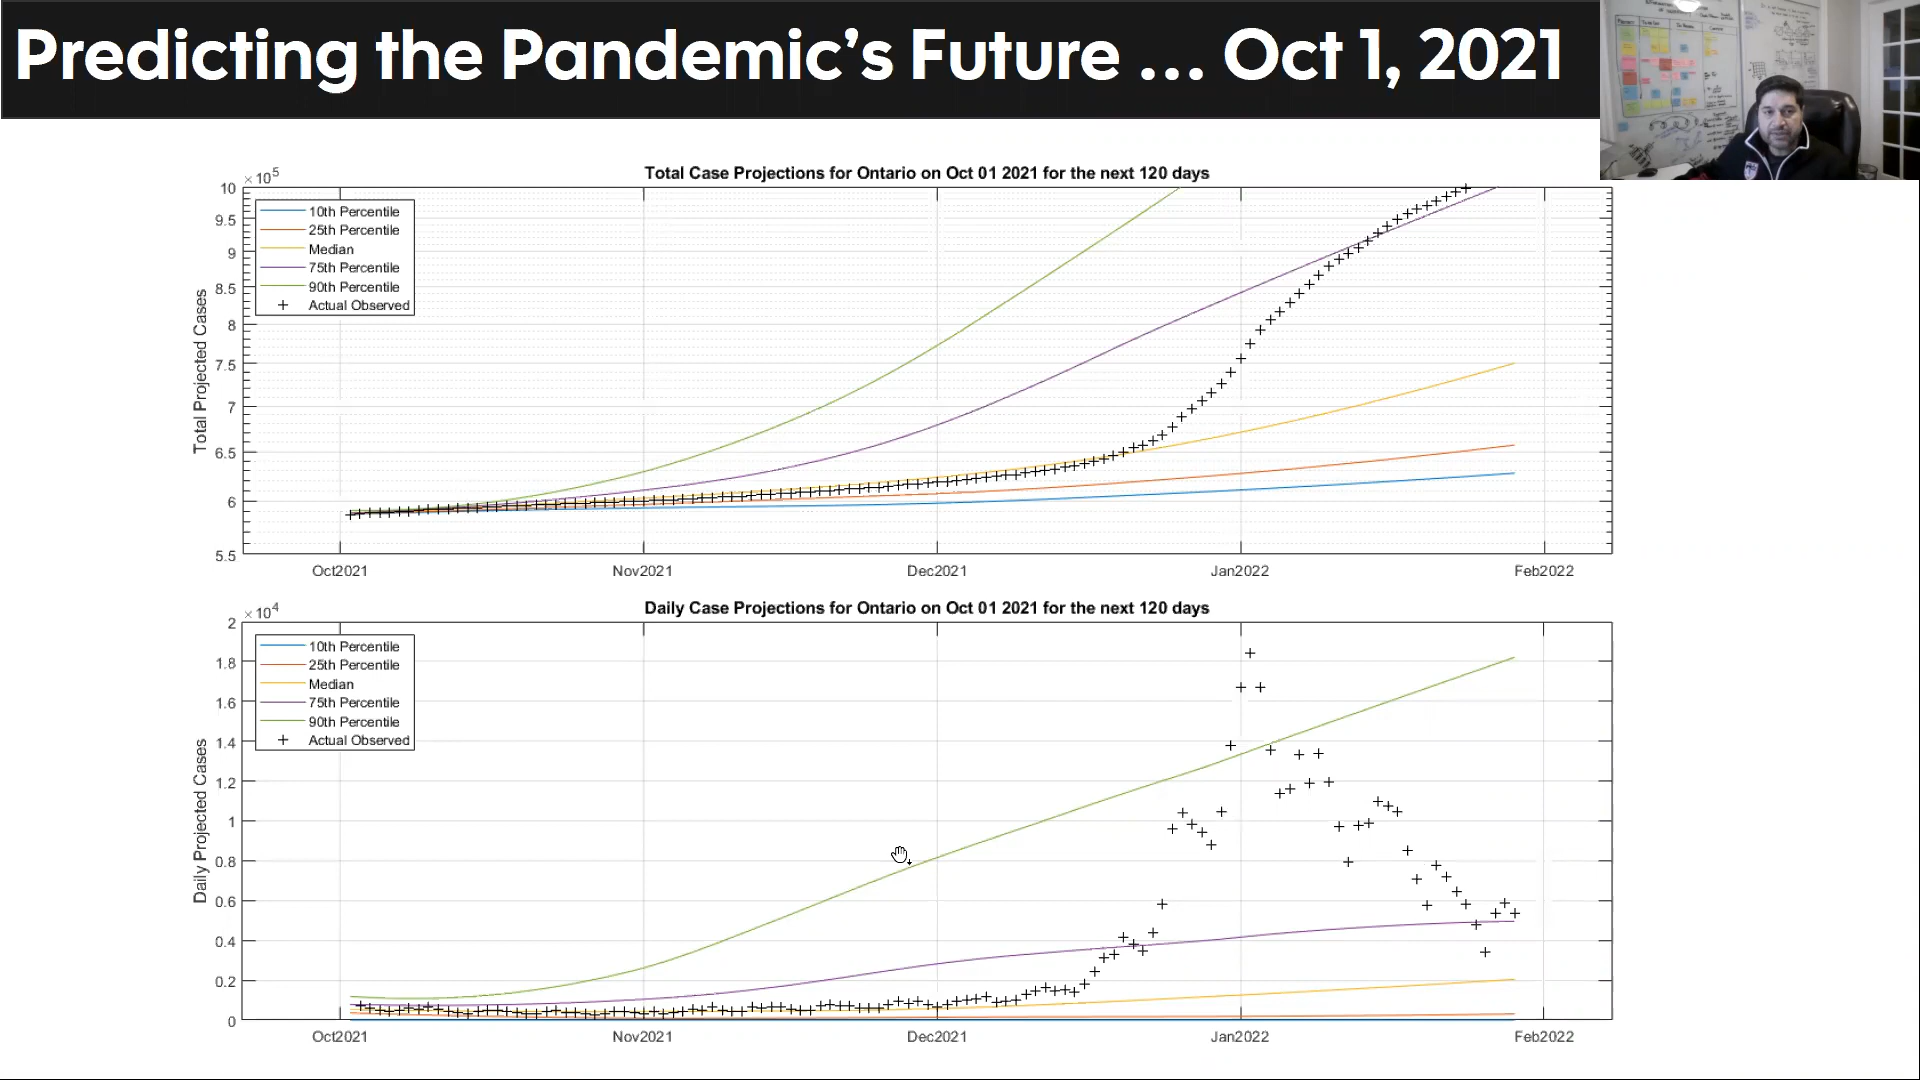 Predicting the Pandemic's Future ... Oct 1, 2021
Total Case Projections for Ontario on Oct 01 2021 for the next 120 days
×10^5
10
9.5
9
8.5
8
7.5
7
6.5
6
5.5
Total Projected Cases
10th Percentile
25th Percentile
Median
75th Percentile
90th Percentile
Actual Observed
Oct2021 Nov2021 Dec2021 Jan2022 Feb2022
Daily Case Projections for Ontario on Oct 01 2021 for the next 120 days
×10^4
2
1.8
1.6
1.4
1.2
1
0.8
0.6
0.4
0.2
0
Daily Projected Cases
10th Percentile
25th Percentile
Median
75th Percentile
90th Percentile
Actual Observed
Oct2021 Nov2021 Dec2021 Jan2022 Feb2022